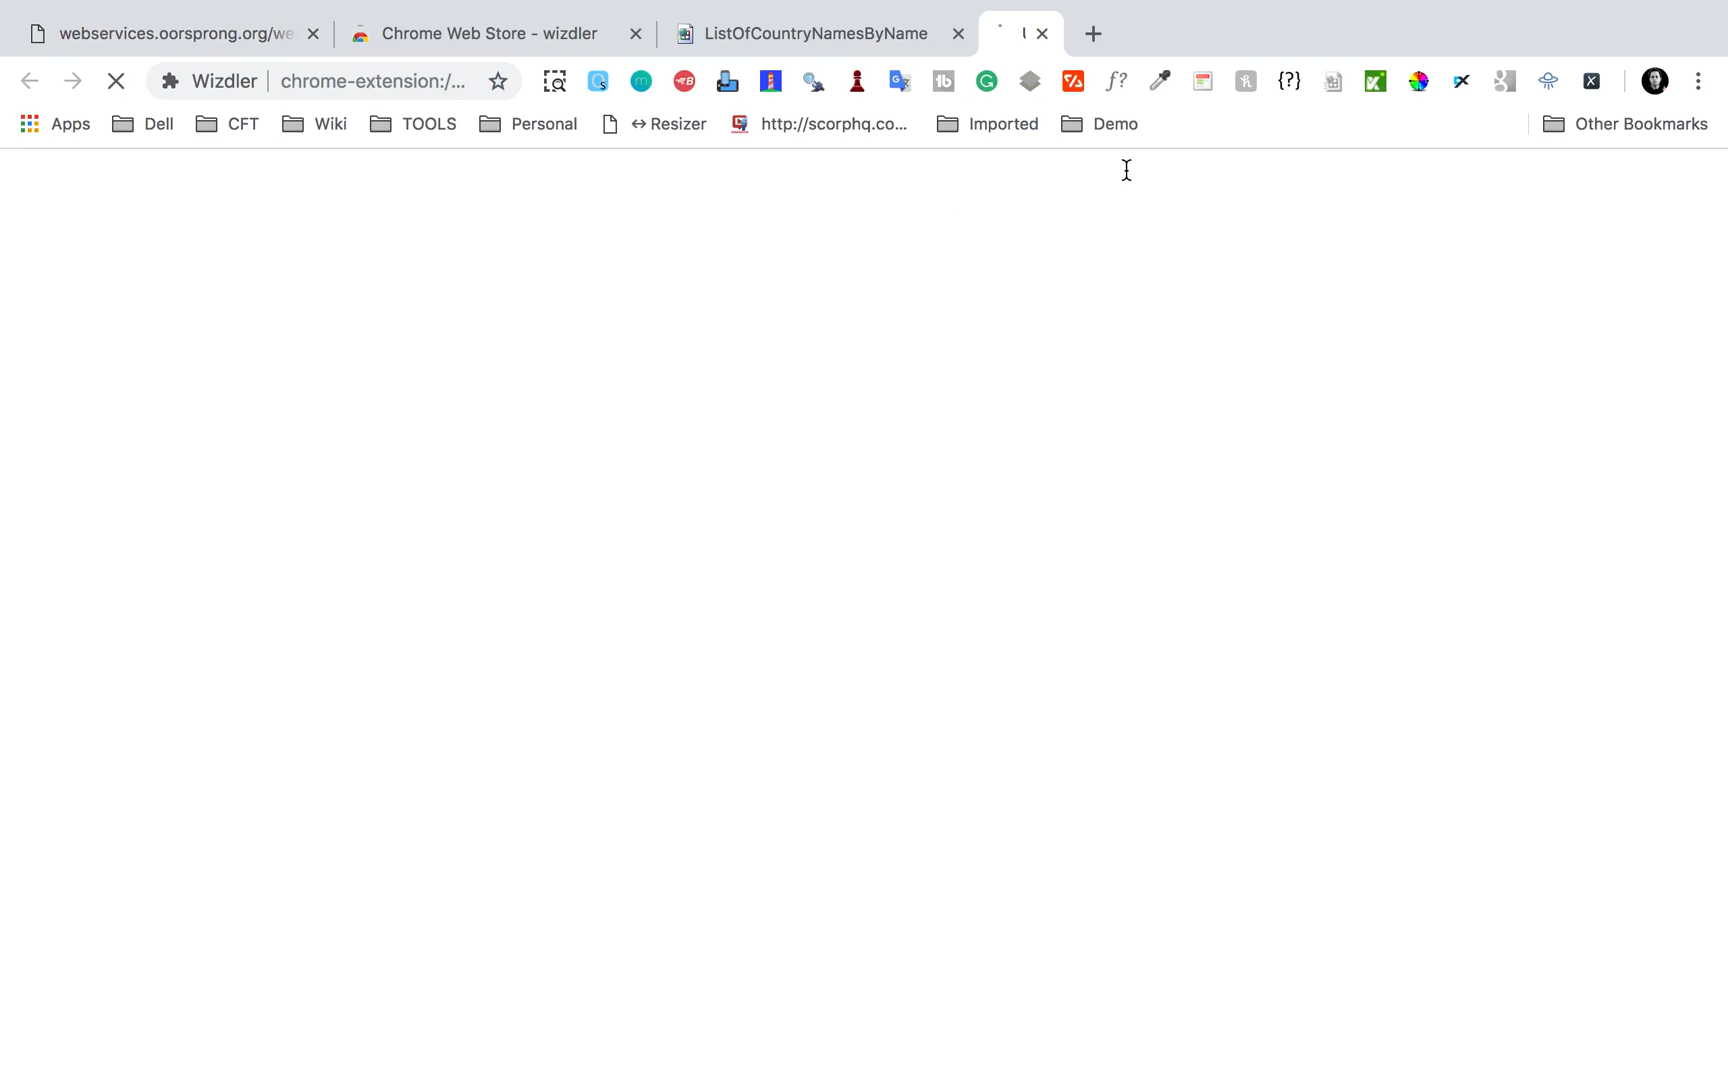 webservices.oorsprong.org/we
Chrome Web Store - wizdler
ListOfCountryNamesByName
Wizdler chrome-extension:/...
Apps Dell CFT Wiki TOOLS Personal ↔Resizer http://scorphq.co... Imported Demo Other Bookmarks